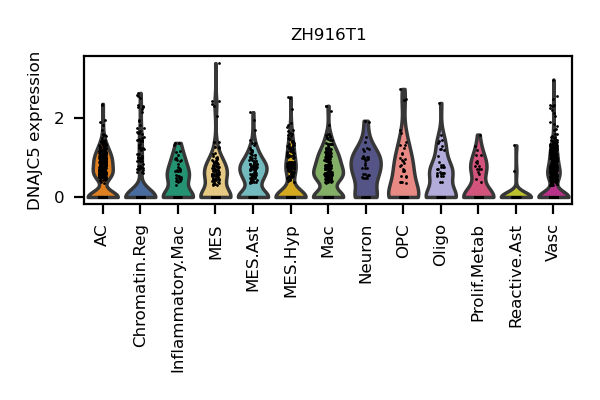 ZH916T1
DNAJC5 expression
2
0
AC
Chromatin.Reg
Inflammatory.Mac
MES
MES.Ast
MES.Hyp
Mac
Neuron
OPC
Oligo
Prolif.Metab
Reactive.Ast
Vasc